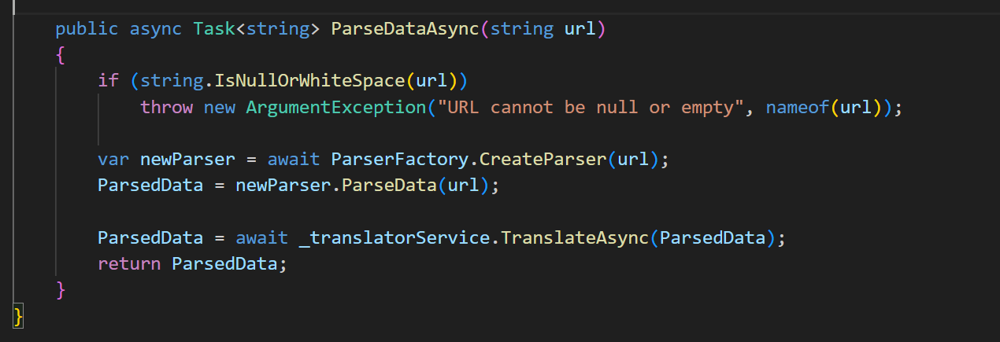 public async Task<string> ParseDataAsync(string url)
{
if (string.IsNullOrWhiteSpace(url))
throw new ArgumentException("URL cannot be null or empty", nameof(url));
var newParser = await ParserFactory.CreateParser(url);
ParsedData = newParser.ParseData(url);
ParsedData = await _translatorService.TranslateAsync(ParsedData);
return ParsedData;
}
}